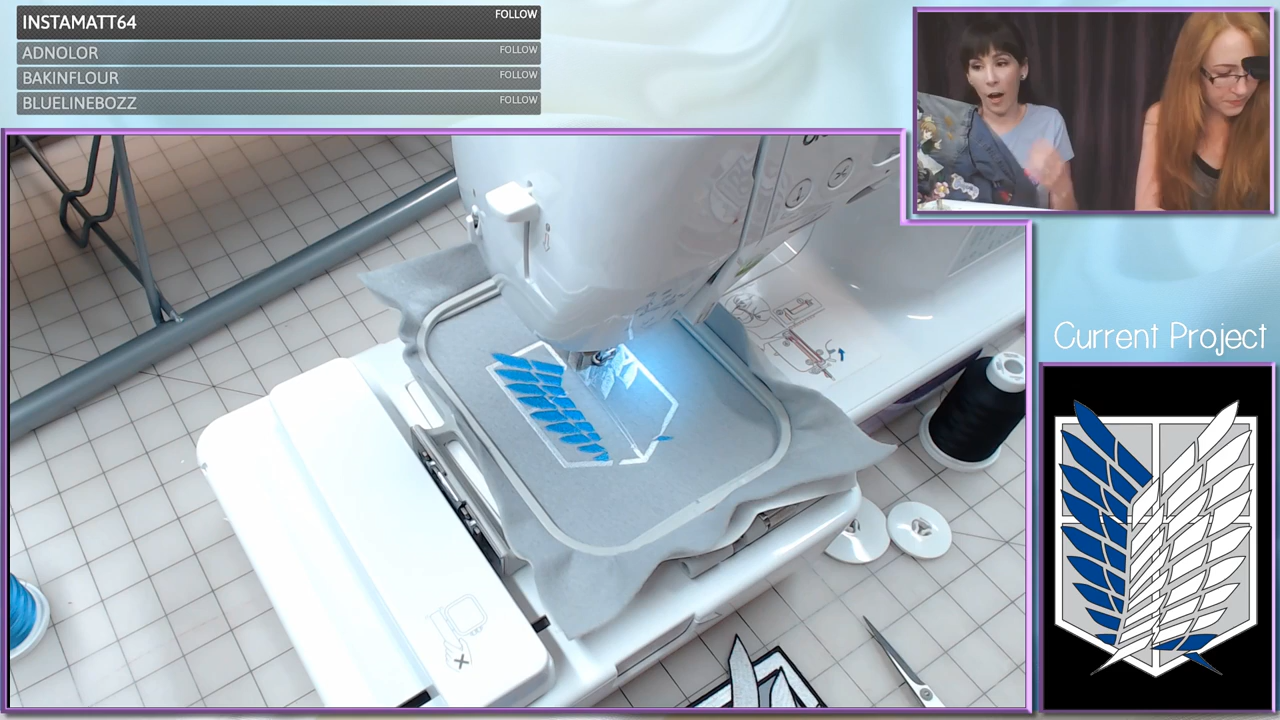 INSTAMATT64 FOLLOW
ADNOLOR FOLLOW
BAKINFLOUR FOLLOW
BLUELINEBOZZ FOLLOW
Current Project